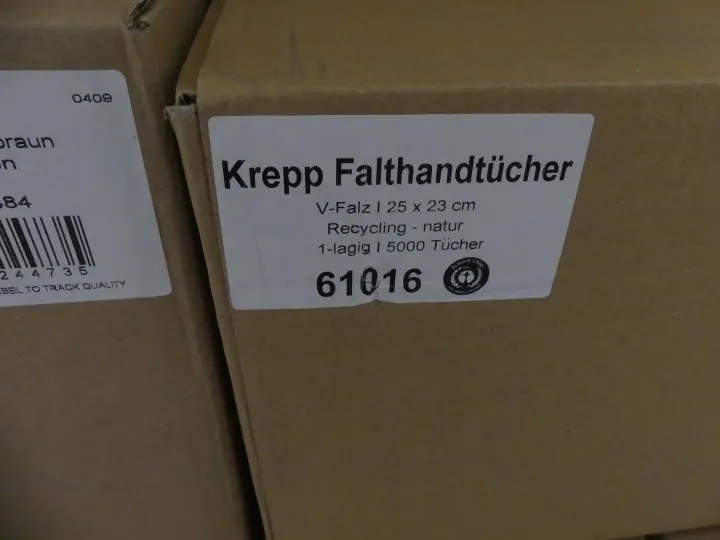 0409
braun
84
244735
BEL TO TRACK QUALITY
Krepp Falthandtücher
V-Falz I 25 x 23 cm
Recycling - natur
1-lagig I 5000 Tücher
61016